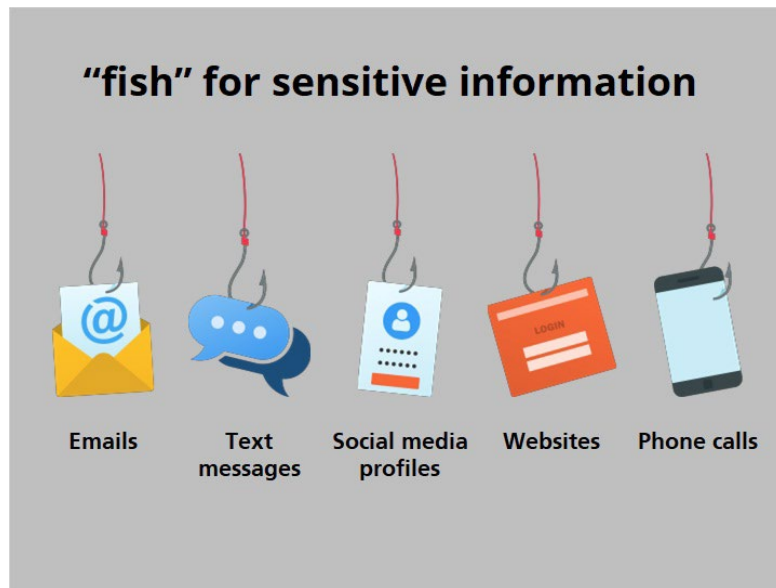 “fish” for sensitive information
@
LOGIN
Emails
Text
messages
Social media
profiles
Websites
Phone calls